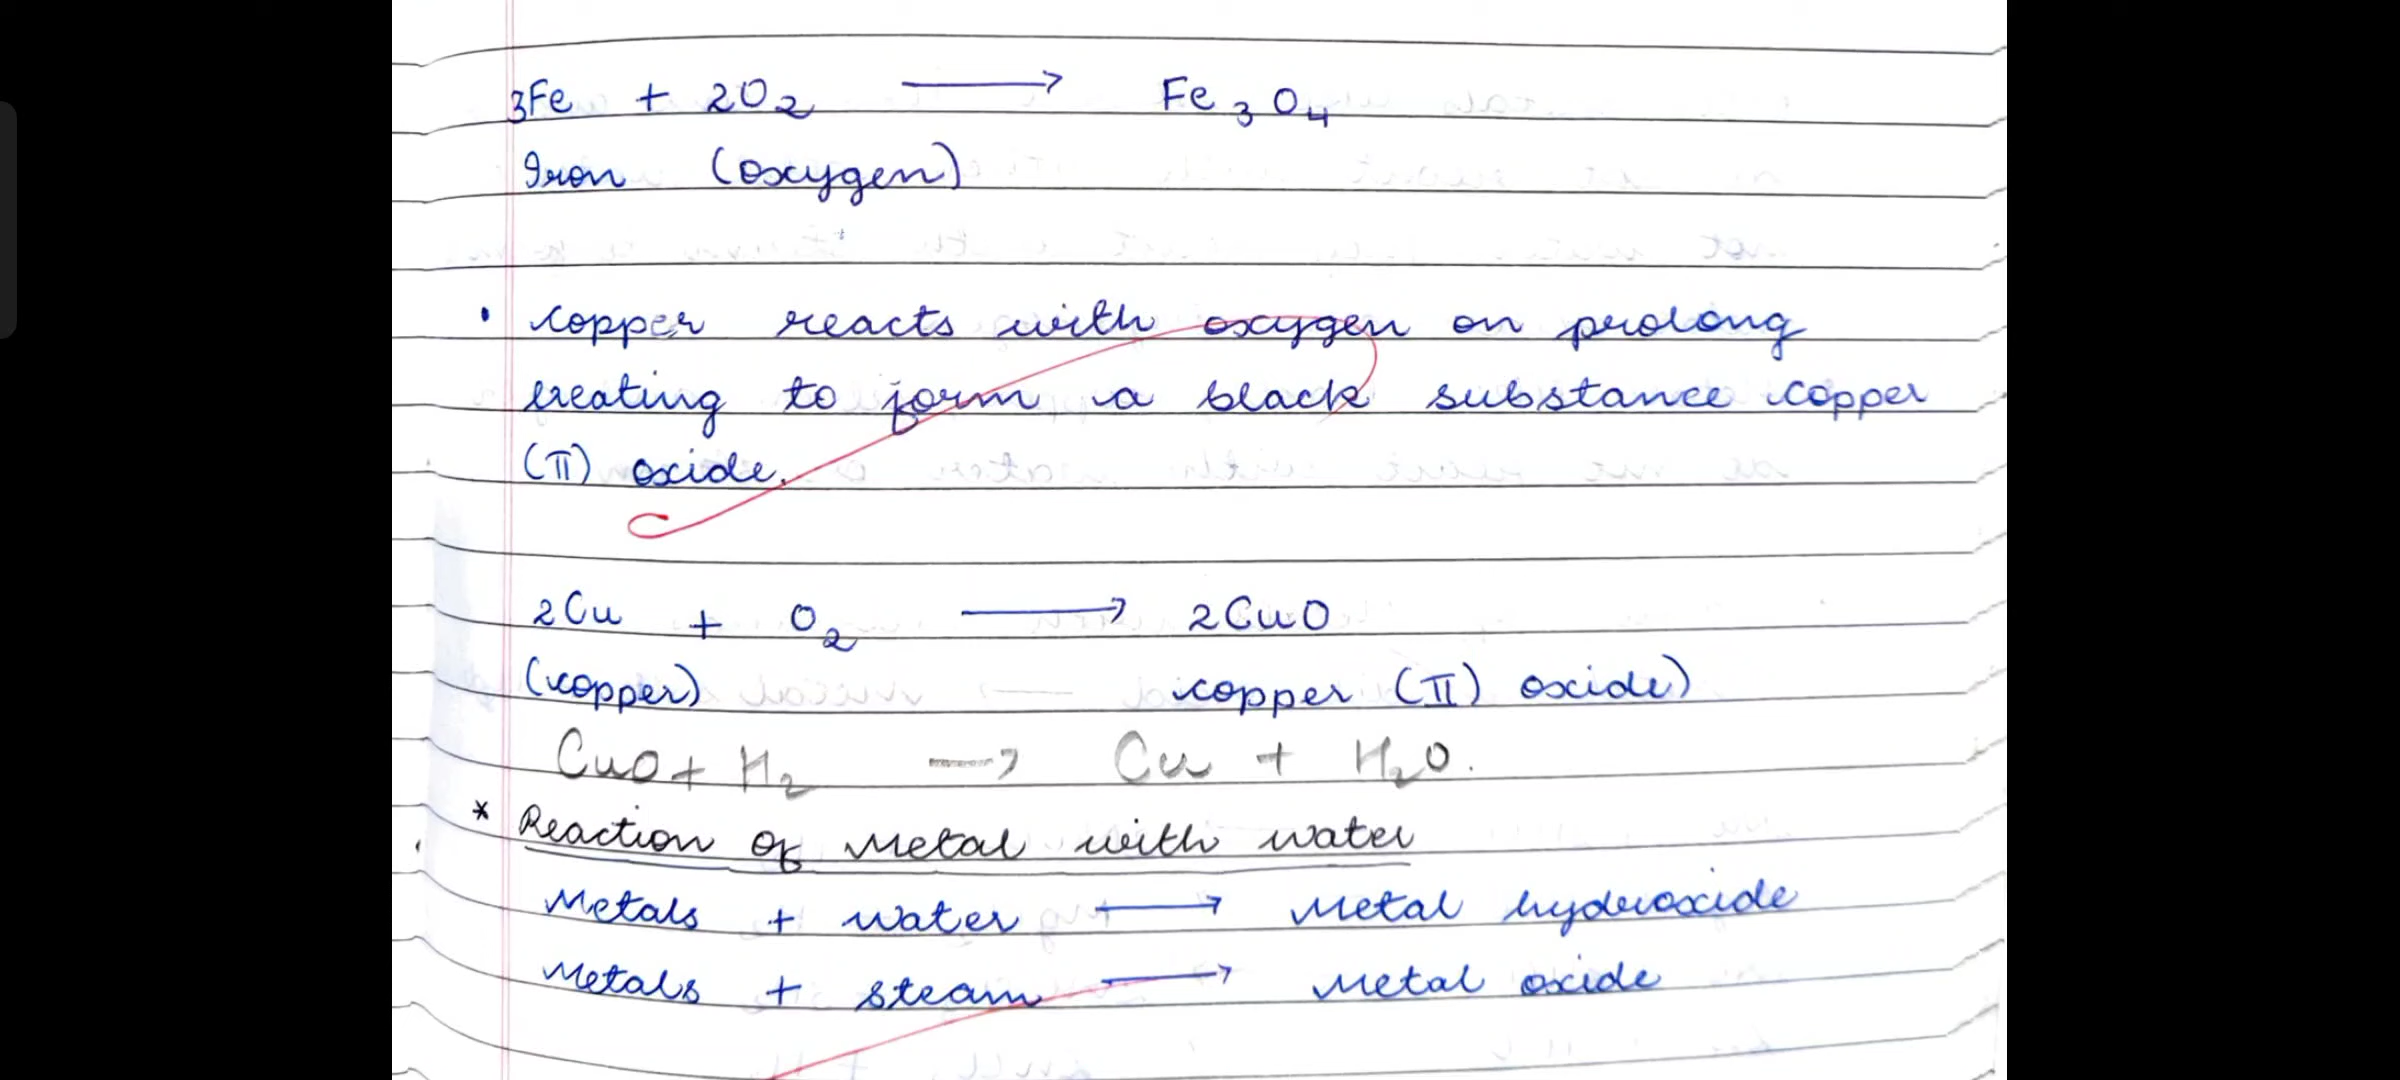 3Fe + 2O₂ ⟶ Fe₃O₄
Iron (oxygen)
• copper reacts with oxygen on prolong
heating to form a black substance copper
(II) oxide.
2Cu + O₂ ⟶ 2CuO
(copper) copper (II) oxide)
CuO + H₂ ⟶ Cu + H₂O.
* Reaction of Metal with water
Metals + water ⟶ Metal hydroxide
Metals + steam ⟶ Metal oxide